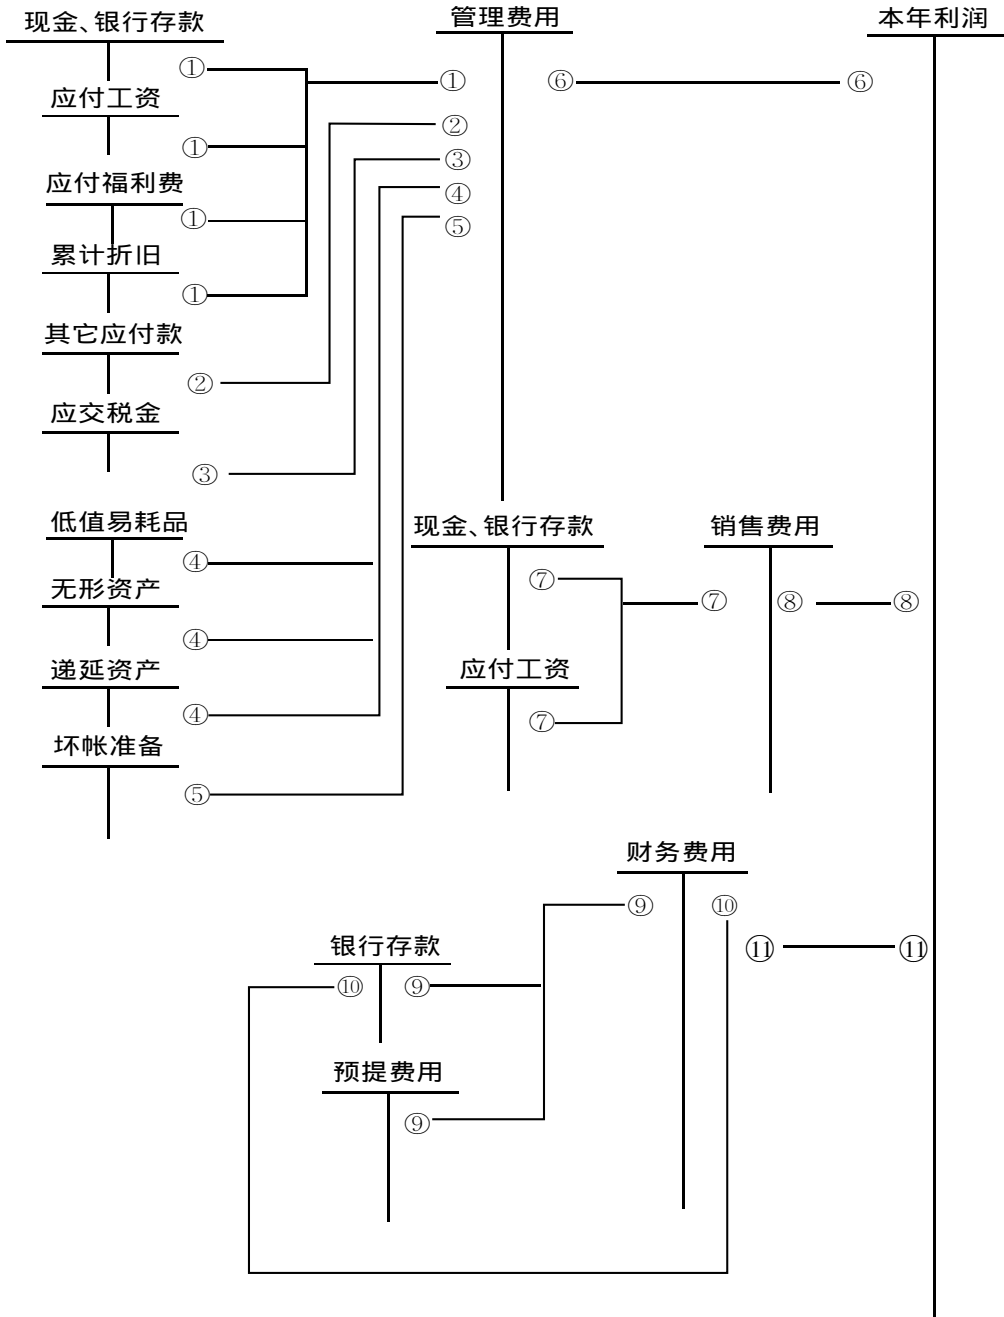 现金、银行存款
管理费用
本年利润
①
①
⑥
⑥
应付工资
②
①
③
应付福利费
④
①
⑤
累计折旧
①
其它应付款
②
应交税金
③
低值易耗品
现金、银行存款
销售费用
④
⑦
⑦
⑧
⑧
无形资产
④
应付工资
递延资产
④
⑦
坏帐准备
⑤
财务费用
⑨
⑩
银行存款
⑪
⑪
⑩
⑨
预提费用
⑨